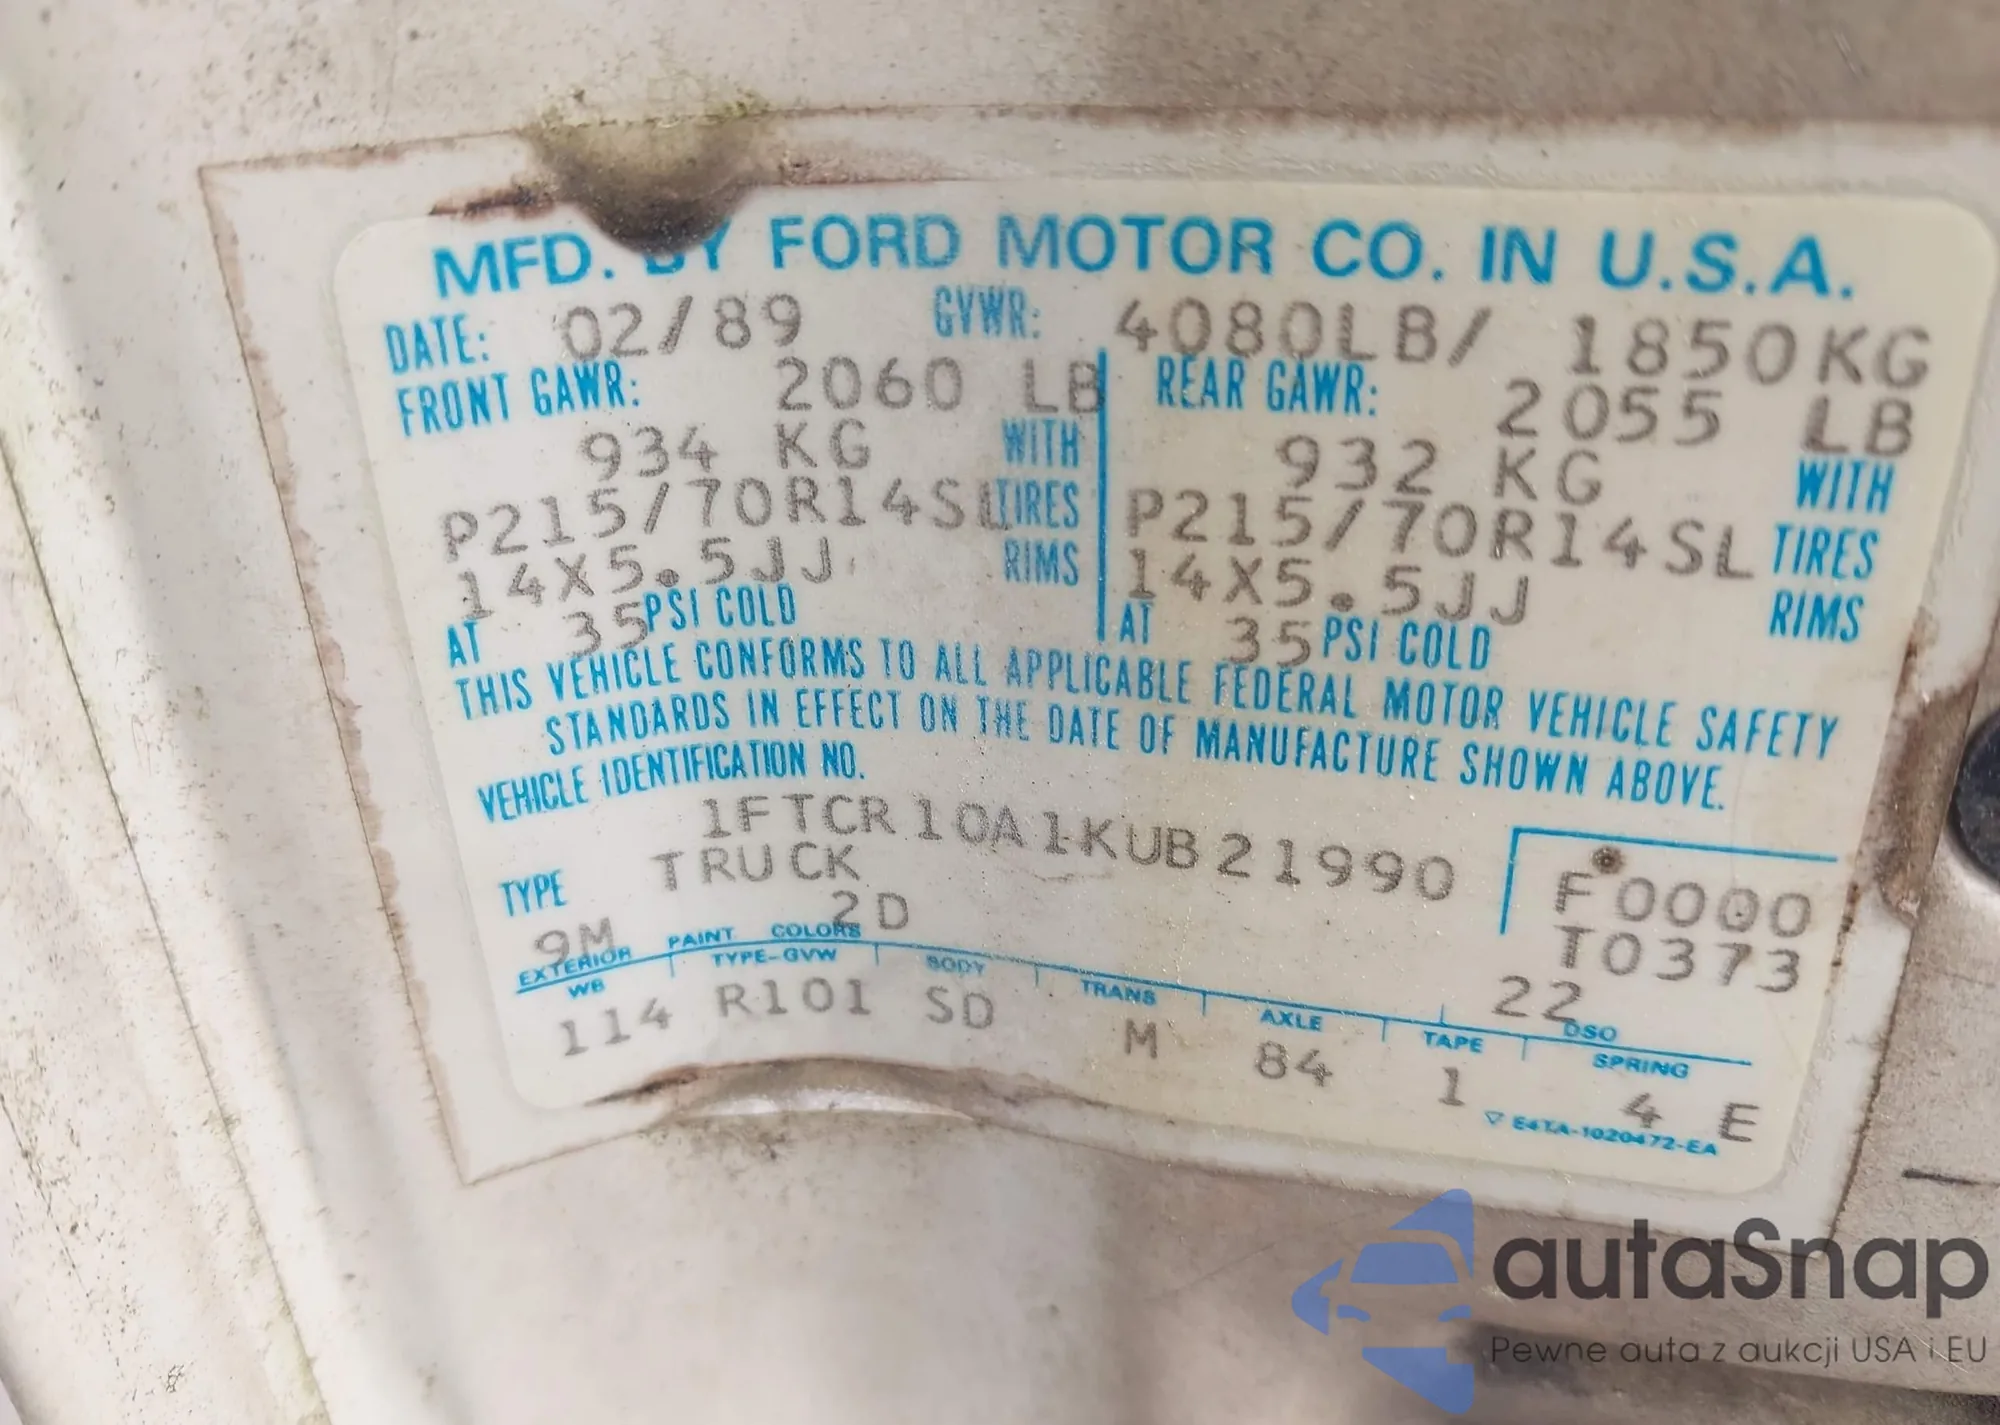 MFD. BY FORD MOTOR CO. IN U.S.A.
DATE: 02/89 GVWR: 4080LB/ 1850KG
FRONT GAWR: 2060 LB REAR GAWR: 2055 LB
934 KG WITH 932 KG WITH
P215/70R14SL TIRES P215/70R14SL TIRES
14X5.5JJ RIMS 14X5.5JJ RIMS
AT 35 PSI COLD AT 35 PSI COLD
THIS VEHICLE CONFORMS TO ALL APPLICABLE FEDERAL MOTOR VEHICLE SAFETY
STANDARDS IN EFFECT ON THE DATE OF MANUFACTURE SHOWN ABOVE.
VEHICLE IDENTIFICATION NO.
1FTCR10A1KUB21990
TYPE TRUCK
F0000
T0373
9M 2D 22
EXTERIOR PAINT COLORS DSO
WB TYPE-GVW BODY TRANS AXLE TAPE SPRING
114 R101 SD M 84 1 4 E
▽ E4TA-1020472-EA
autaSnap
Pewne auta z aukcji USA i EU